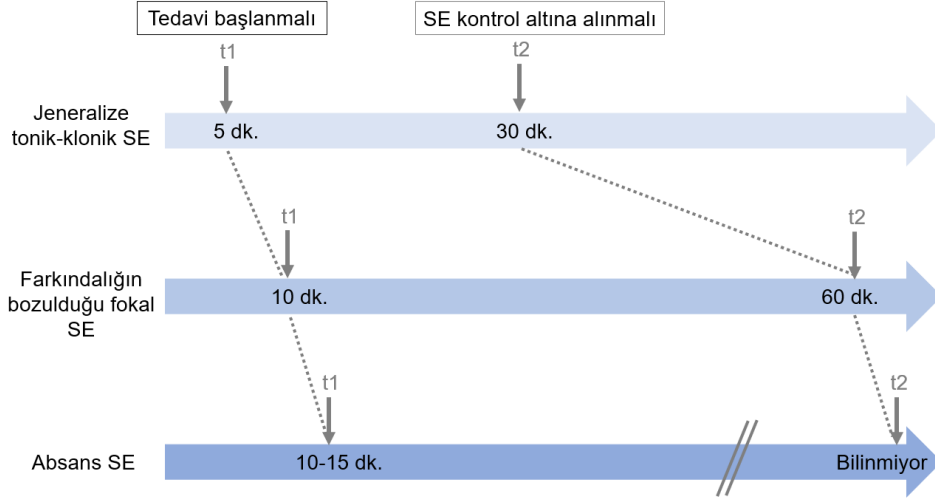 Tedavi başlanmalı
SE kontrol altına alınmalı
t1
t2
Jeneralize
tonik-klonik SE
5 dk.
30 dk.
t1
t2
Farkındalığın
bozulduğu fokal
SE
10 dk.
60 dk.
t1
t2
Absans SE
10-15 dk.
Bilinmiyor